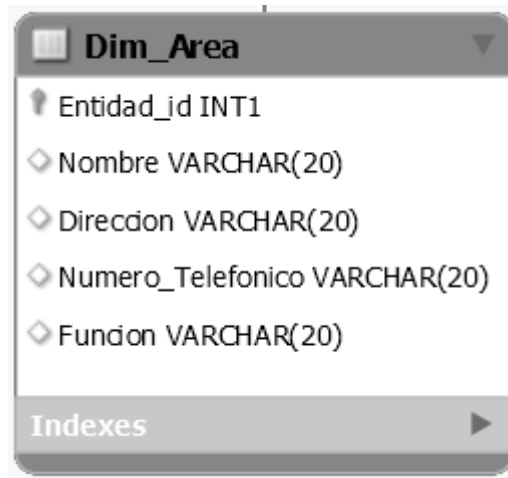 Dim_Area
Entidad_id INT1
Nombre VARCHAR(20)
Direccion VARCHAR(20)
Numero_Telefonico VARCHAR(20)
Funcion VARCHAR(20)
Indexes